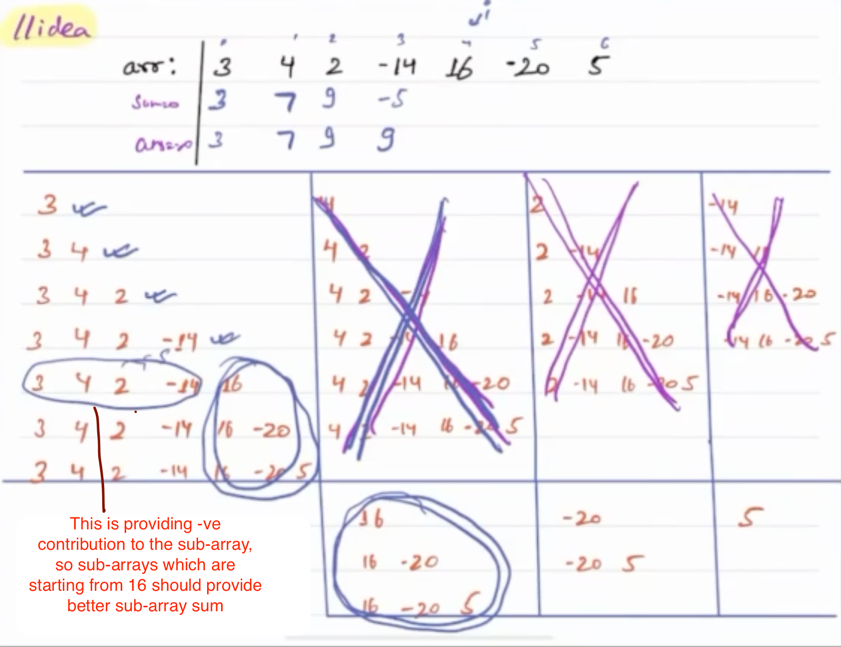 //idea
i
0 1 2 3 4 5 6
arr: 3 4 2 -14 16 -20 5
3 7 9 -5
3 7 9 9
3
3 4
3 4 2
3 4 2 -14
-5
3 4 2 -14 16
3 4 2 -14 16 -20
3 4 2 -14 16 -20 5
4
4 2
4 2 -14
4 2 -14 16
4 2 -14 16 -20
4 2 -14 16 -20 5
2
2 -14
2 -14 16
2 -14 16 -20
2 -14 16 -20 5
-14
-14 16
-14 16 -20
-14 16 -20 5
This is providing -ve
contribution to the sub-array,
so sub-arrays which are
starting from 16 should provide
better sub-array sum
16
16 -20
16 -20 5
-20
-20 5
5